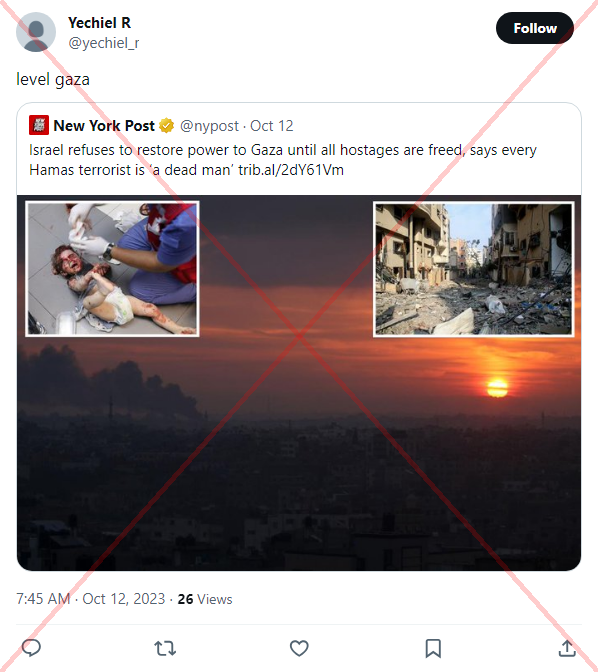 Yechiel R
@yechiel_r
Follow
level gaza
New York Post @nypost · Oct 12
Israel refuses to restore power to Gaza until all hostages are freed, says every
Hamas terrorist is ‘a dead man’ trib.al/2dY61Vm
7:45 AM · Oct 12, 2023 · 26 Views